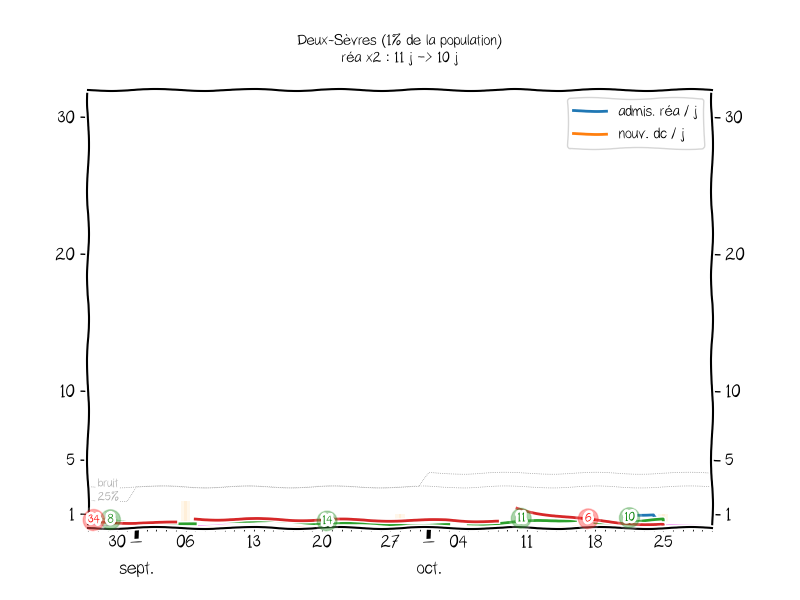 Deux-Sèvres (1% de la population)
réa x2 : 11 j -> 10 j
admis. réa / j
nouv. dc / j
30 30
20 20
10 10
5 5
bruit
25%
1 1
34 8 14 11 6 10
30 06 13 20 27 04 11 18 25
sept. oct.